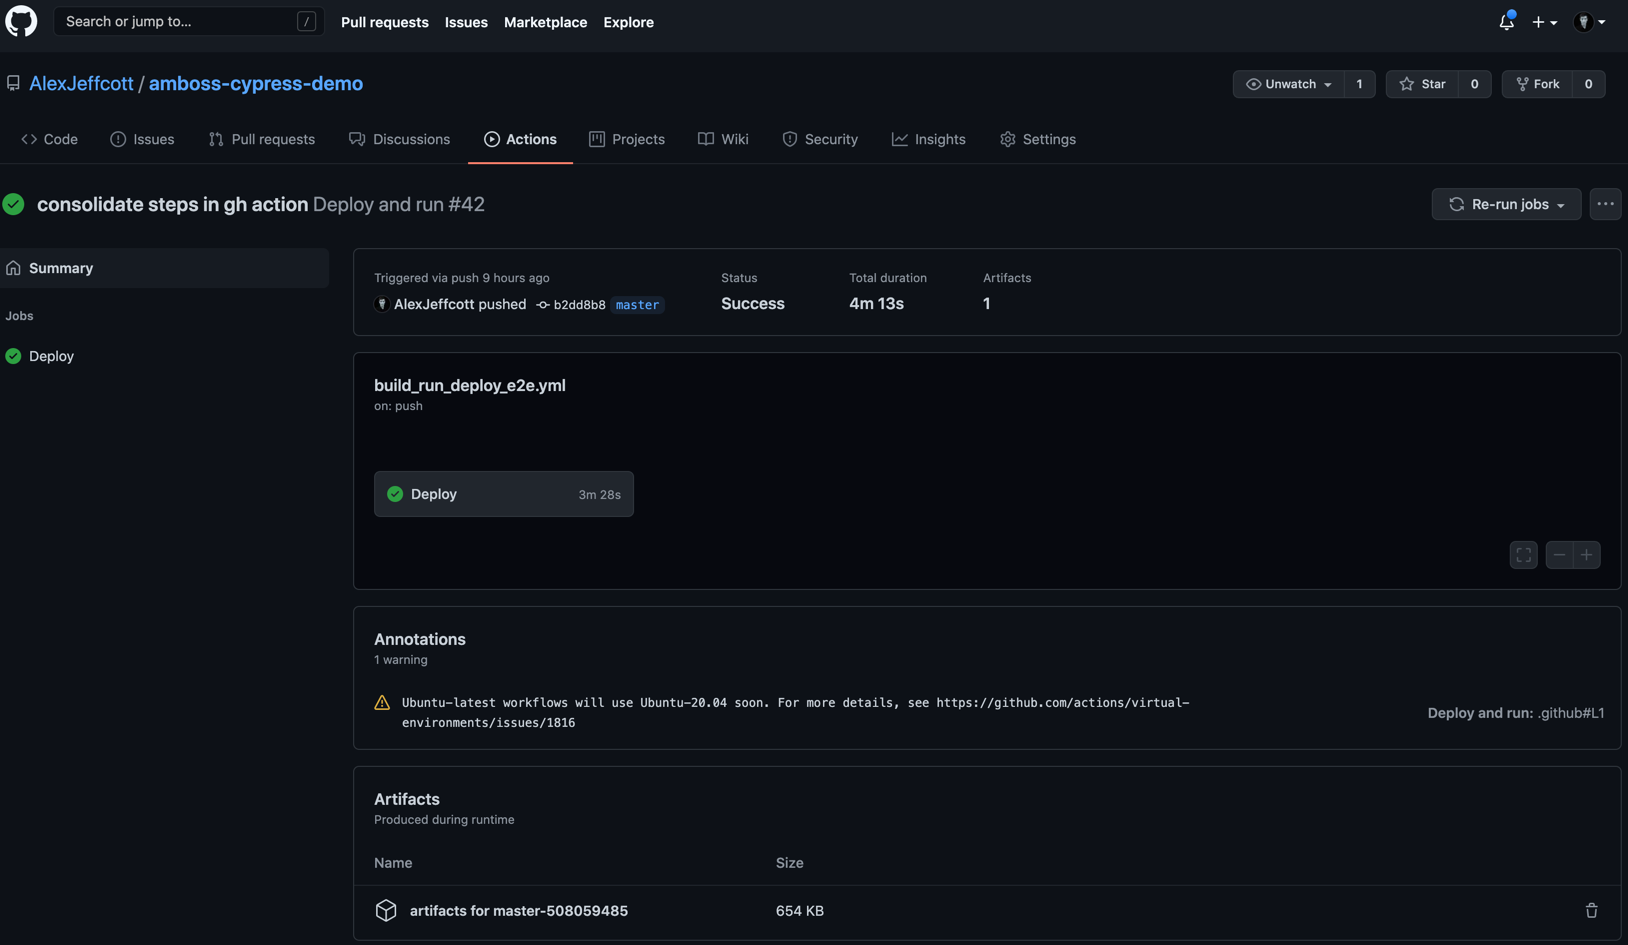 Search or jump to... /
Pull requests Issues Marketplace Explore
AlexJeffcott / amboss-cypress-demo
Unwatch 1 Star 0 Fork 0
Code Issues Pull requests Discussions Actions Projects Wiki Security Insights Settings
consolidate steps in gh action Deploy and run #42
Re-run jobs
Summary
Jobs
Deploy
Triggered via push 9 hours ago
AlexJeffcott pushed b2dd8b8 master
Status
Success
Total duration
4m 13s
Artifacts
1
build_run_deploy_e2e.yml
on: push
Deploy 3m 28s
Annotations
1 warning
Ubuntu-latest workflows will use Ubuntu-20.04 soon. For more details, see https://github.com/actions/virtual-
environments/issues/1816
Deploy and run: .github#L1
Artifacts
Produced during runtime
Name Size
artifacts for master-508059485 654 KB